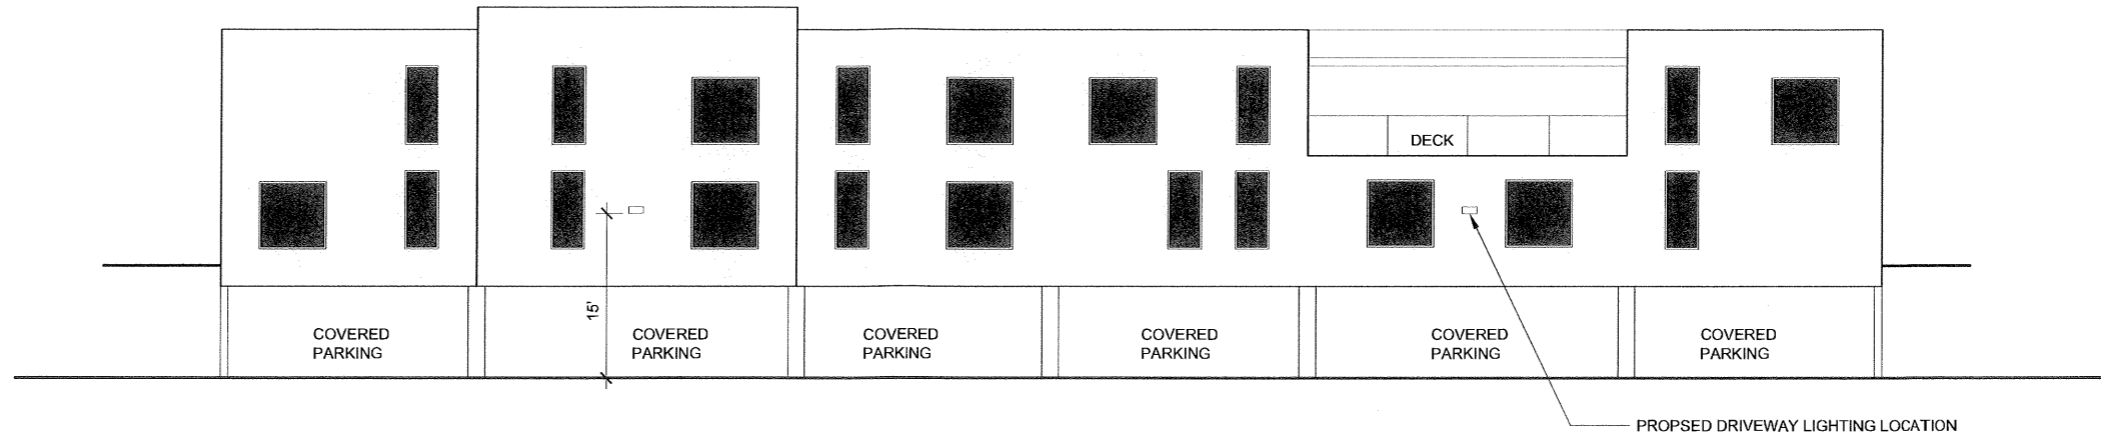 DECK
15'
COVERED
PARKING
COVERED
PARKING
COVERED
PARKING
COVERED
PARKING
COVERED
PARKING
COVERED
PARKING
PROPSED DRIVEWAY LIGHTING LOCATION